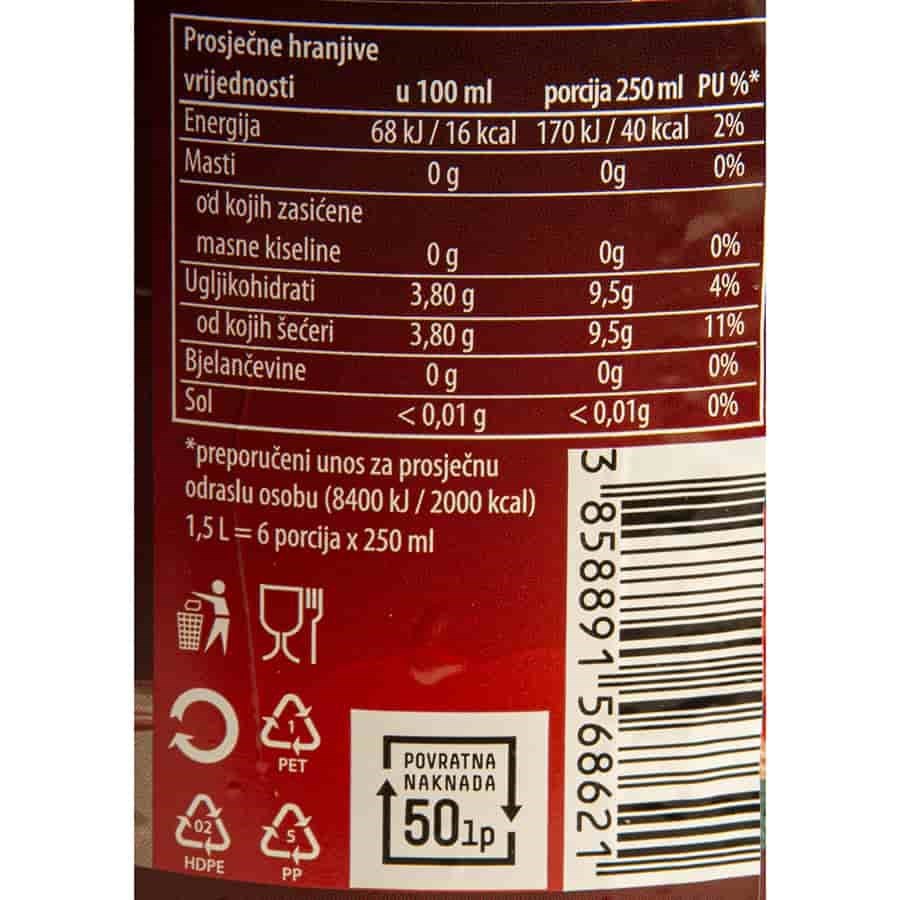 Prosječne hranjive
vrijednosti u 100 ml porcija 250 ml PU %*
Energija 68 kJ / 16 kcal 170 kJ / 40 kcal 2%
Masti 0 g 0g 0%
od kojih zasićene
masne kiseline 0 g 0g 0%
Ugljikohidrati 3,80 g 9,5g 4%
od kojih šećeri 3,80 g 9,5g 11%
Bjelančevine 0 g 0g 0%
Sol < 0,01 g < 0,01g 0%
*preporučeni unos za prosječnu
odraslu osobu (8400 kJ / 2000 kcal)
1,5 L = 6 porcija x 250 ml
1
PET
02
HDPE
5
PP
POVRATNA
NAKNADA
50lp
3 858891 568621